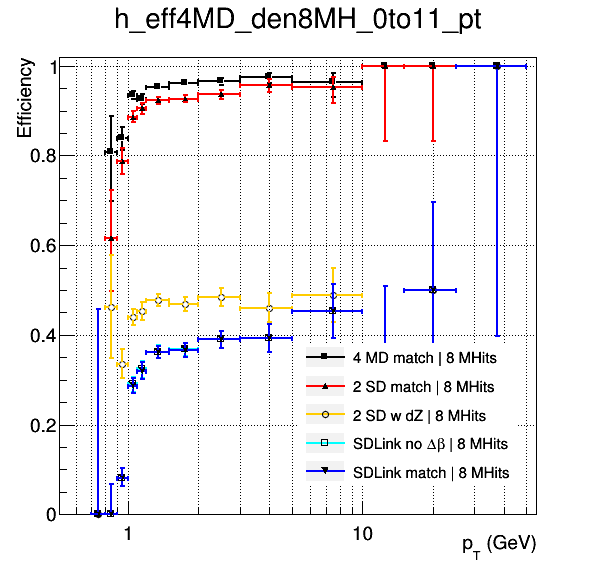 h_eff4MD_den8MH_0to11_pt
Efficiency
1
0.8
0.6
0.4
0.2
0
4 MD match | 8 MHits
2 SD match | 8 MHits
2 SD w dZ | 8 MHits
SDLink no Δβ | 8 MHits
SDLink match | 8 MHits
1 10
p_T (GeV)